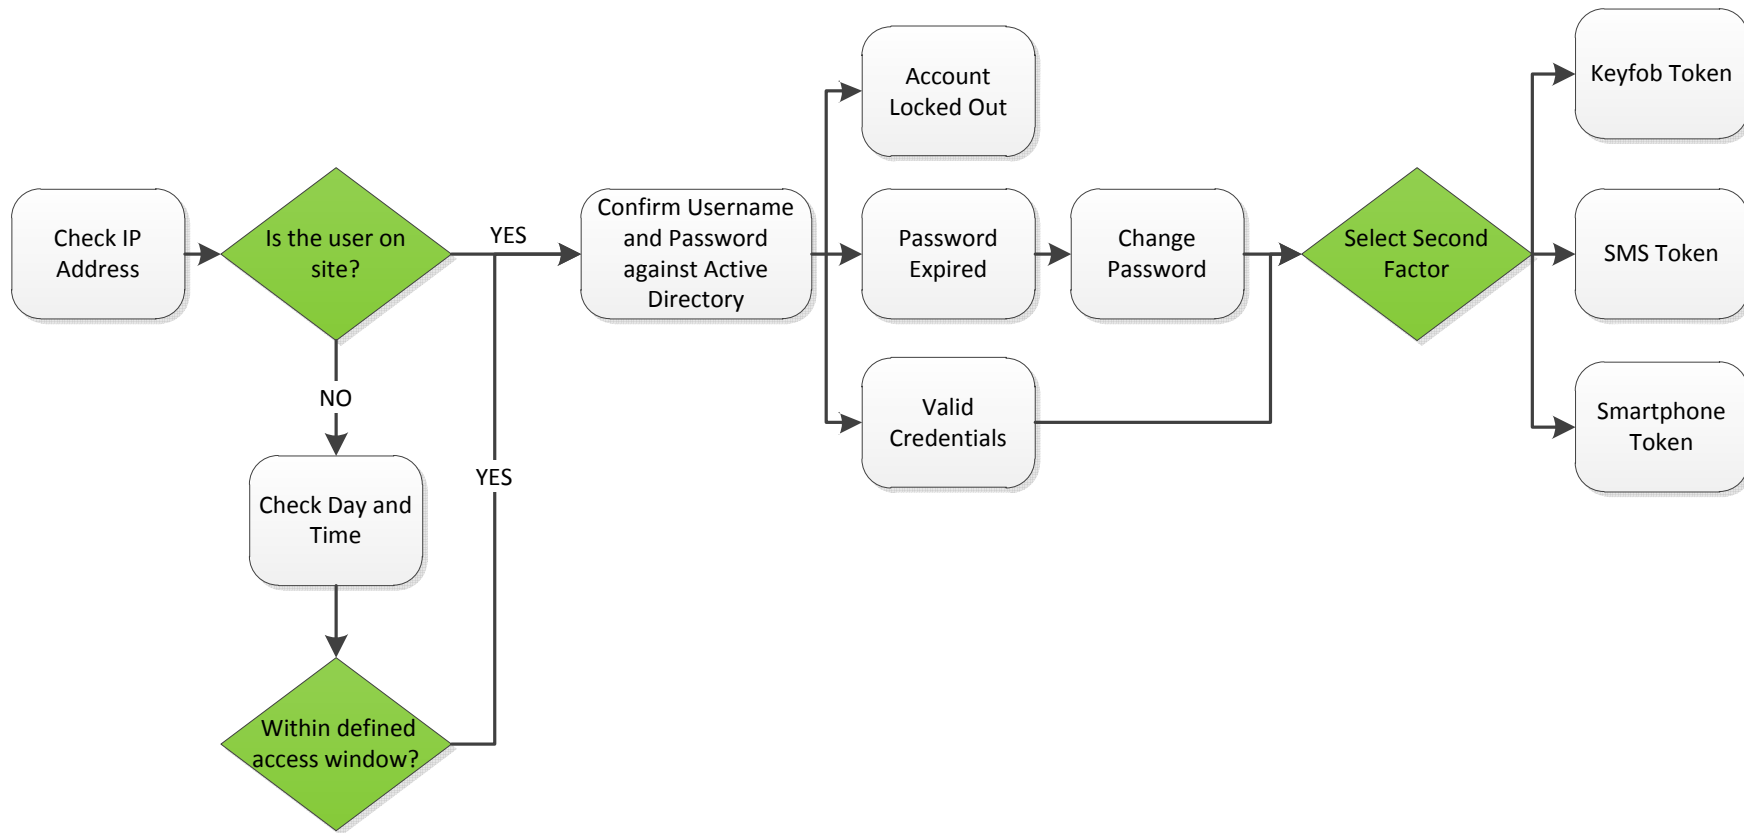 Check IP
Address
Is the user on
site?
YES
NO
Check Day and
Time
Within defined
access window?
YES
Confirm Username
and Password
against Active
Directory
Account
Locked Out
Password
Expired
Valid
Credentials
Change
Password
Select Second
Factor
Keyfob Token
SMS Token
Smartphone
Token